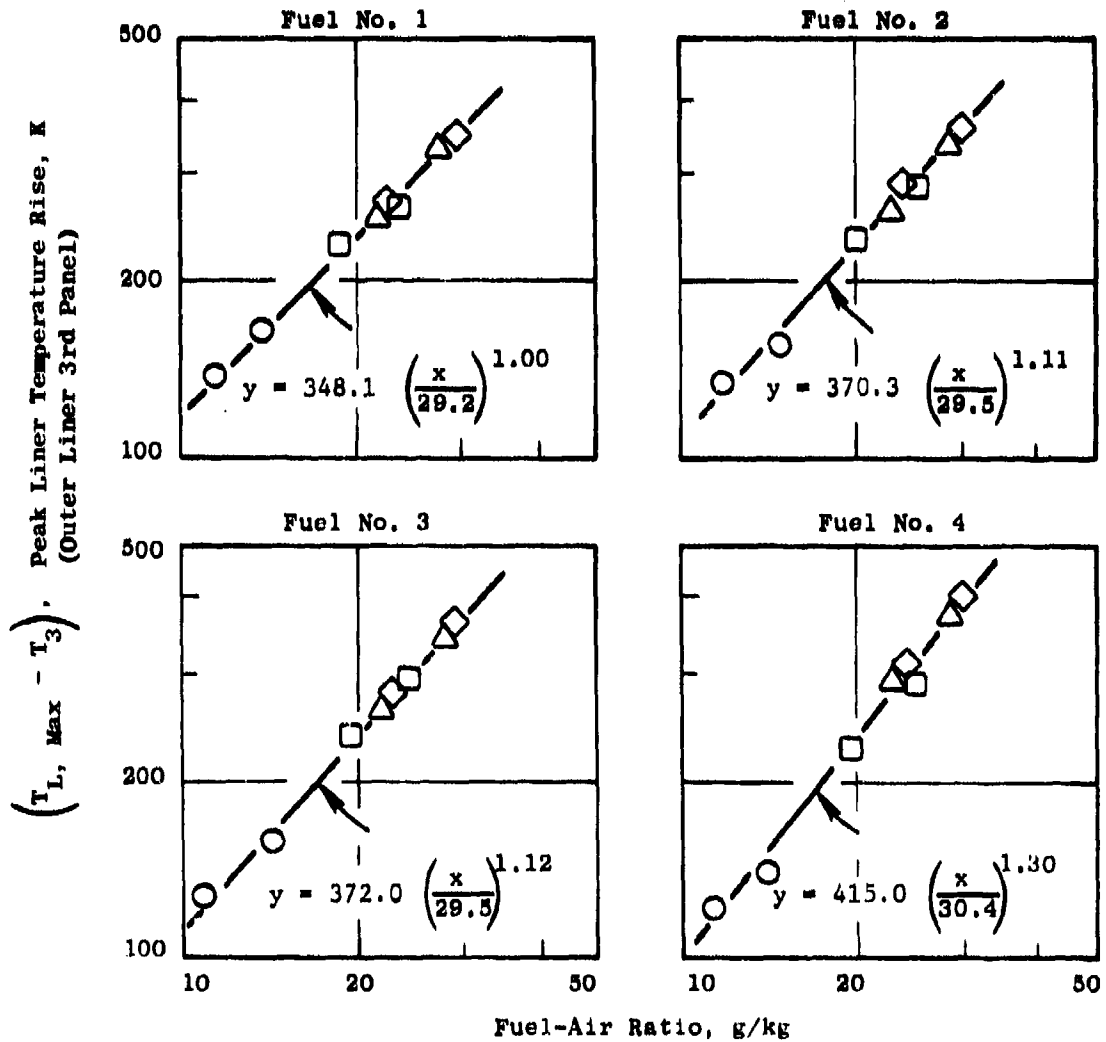 Fuel No. 1
Fuel No. 2
(T_L, Max - T_3), Peak Liner Temperature Rise, K
(Outer Liner 3rd Panel)
500
200
100
y = 348.1 (x/29.2)^1.00
y = 370.3 (x/29.5)^1.11
Fuel No. 3
Fuel No. 4
500
200
100
y = 372.0 (x/29.5)^1.12
y = 415.0 (x/30.4)^1.30
10 20 50 10 20 50
Fuel-Air Ratio, g/kg